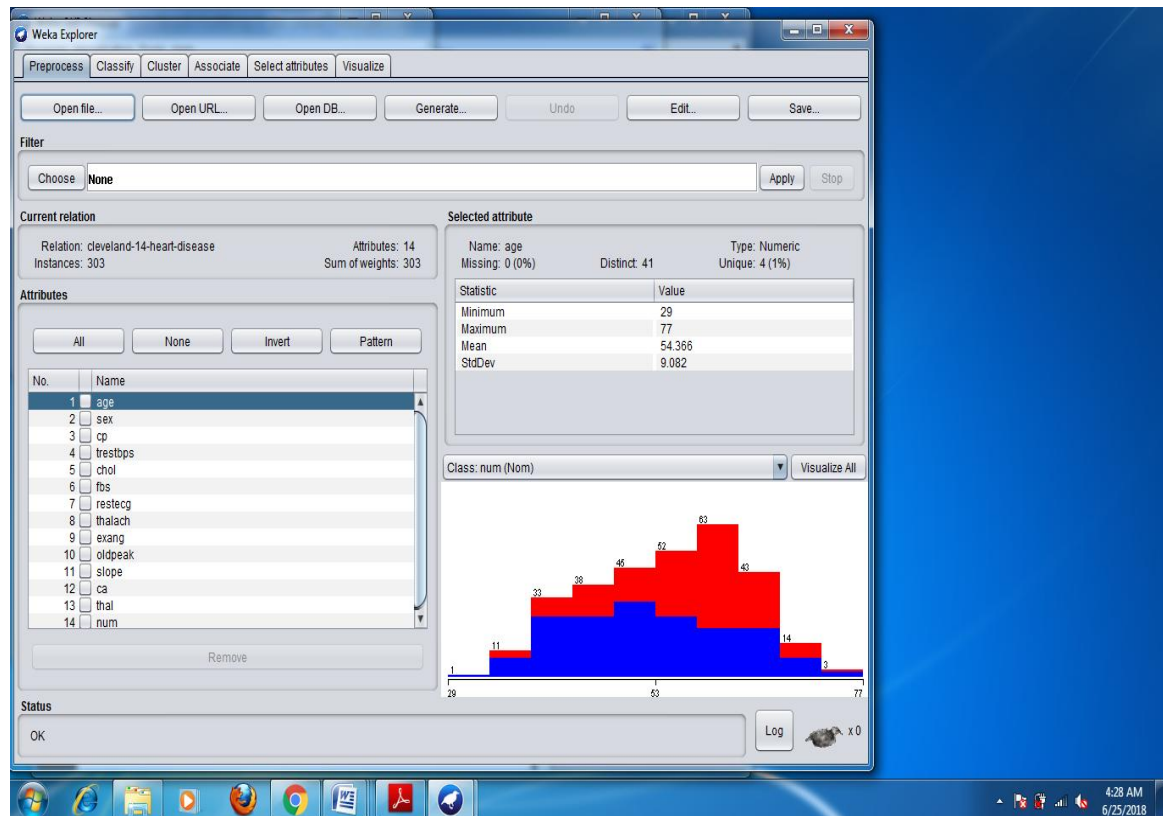 Weka Explorer
Preprocess Classify Cluster Associate Select attributes Visualize
Open file... Open URL... Open DB... Generate... Undo Edit... Save...
Filter
Choose None Apply Stop
Current relation
Relation: cleveland-14-heart-disease Attributes: 14
Instances: 303 Sum of weights: 303
Attributes
All None Invert Pattern
No. Name
1 age
2 sex
3 cp
4 trestbps
5 chol
6 fbs
7 restecg
8 thalach
9 exang
10 oldpeak
11 slope
12 ca
13 thal
14 num
Remove
Selected attribute
Name: age Type: Numeric
Missing: 0 (0%) Distinct: 41 Unique: 4 (1%)
Statistic Value
Minimum 29
Maximum 77
Mean 54.366
StdDev 9.082
Class: num (Nom) Visualize All
1 11 33 38 45 52 63 43 14 3
29 53 77
Status
OK Log x 0
4:28 AM
6/25/2018